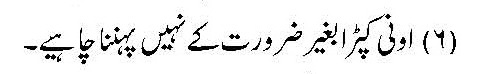 (۶) اونی کپڑا بغیر ضرورت کے نہیں پہننا چاہیے۔